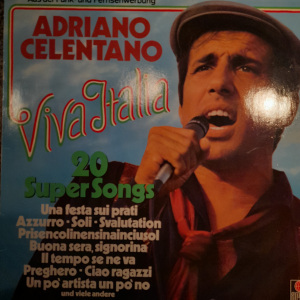 Aus der Funk- und Fernsehwerbung
ADRIANO
CELENTANO
Viva Italia
20
Super Songs
Una festa sui prati
Azzurro - Soli - Svalutation
Prisencolinensinainciusol
Buona sera, signorina
Il tempo se ne va
Preghero - Ciao ragazzi
Un po' artista un po' no
und viele andere